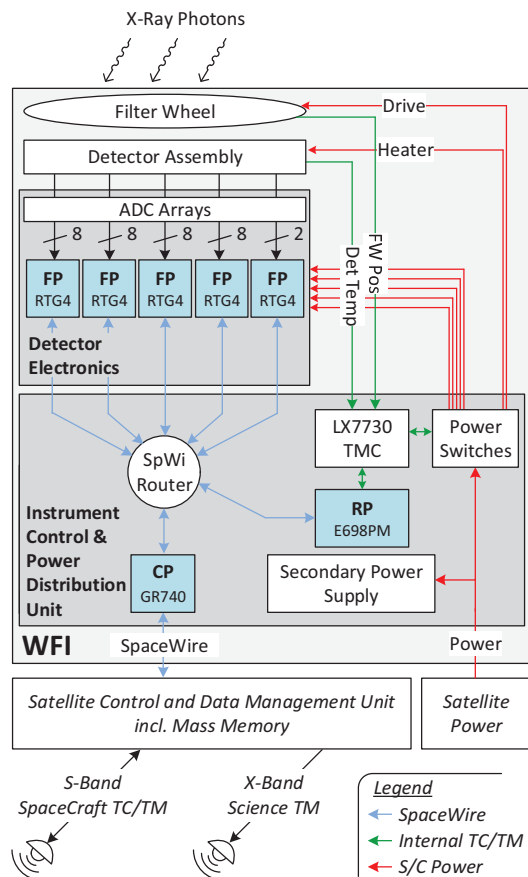 X-Ray Photons
Filter Wheel
Drive
Detector Assembly
Heater
ADC Arrays
8
8
8
8
2
FP
RTG4
FP
RTG4
FP
RTG4
FP
RTG4
FP
RTG4
Det Temp
FW Pos
Detector
Electronics
SpWi
Router
LX7730
TMC
Power
Switches
RP
E698PM
Instrument
Control &
Power
Distribution
Unit
CP
GR740
Secondary Power
Supply
WFI
SpaceWire
Power
Satellite Control and Data Management Unit
incl. Mass Memory
Satellite
Power
S-Band
SpaceCraft TC/TM
X-Band
Science TM
Legend
SpaceWire
Internal TC/TM
S/C Power